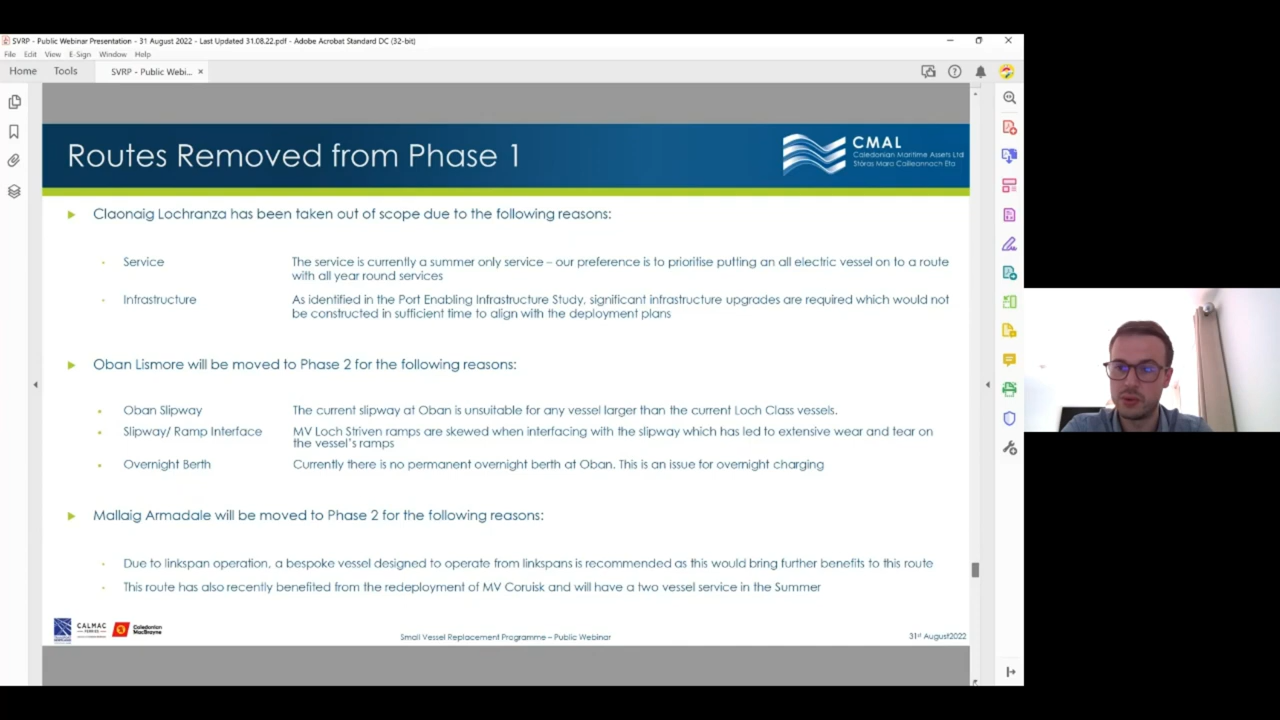 SVRP - Public Webinar Presentation - 31 August 2022 - Last Updated 31.08.22.pdf - Adobe Acrobat Standard DC (32-bit)
File Edit View E-Sign Window Help
Home Tools SVRP - Public Webi... ×
Routes Removed from Phase 1
CMAL
Caledonian Maritime Assets Ltd
Stòras Mara Cailleannach Eta
Claonaig Lochranza has been taken out of scope due to the following reasons:
Service The service is currently a summer only service – our preference is to prioritise putting an all electric vessel on to a route
with all year round services
Infrastructure As identified in the Port Enabling Infrastructure Study, significant infrastructure upgrades are required which would not
be constructed in sufficient time to align with the deployment plans
Oban Lismore will be moved to Phase 2 for the following reasons:
Oban Slipway The current slipway at Oban is unsuitable for any vessel larger than the current Loch Class vessels.
Slipway/ Ramp Interface MV Loch Striven ramps are skewed when interfacing with the slipway which has led to extensive wear and tear on
the vessel's ramps
Overnight Berth Currently there is no permanent overnight berth at Oban. This is an issue for overnight charging
Mallaig Armadale will be moved to Phase 2 for the following reasons:
Due to linkspan operation, a bespoke vessel designed to operate from linkspans is recommended as this would bring further benefits to this route
This route has also recently benefited from the redeployment of MV Coruisk and will have a two vessel service in the Summer
CALMAC
FERRIES
Caledonian
MacBrayne
Small Vessel Replacement Programme – Public Webinar
31st August2022